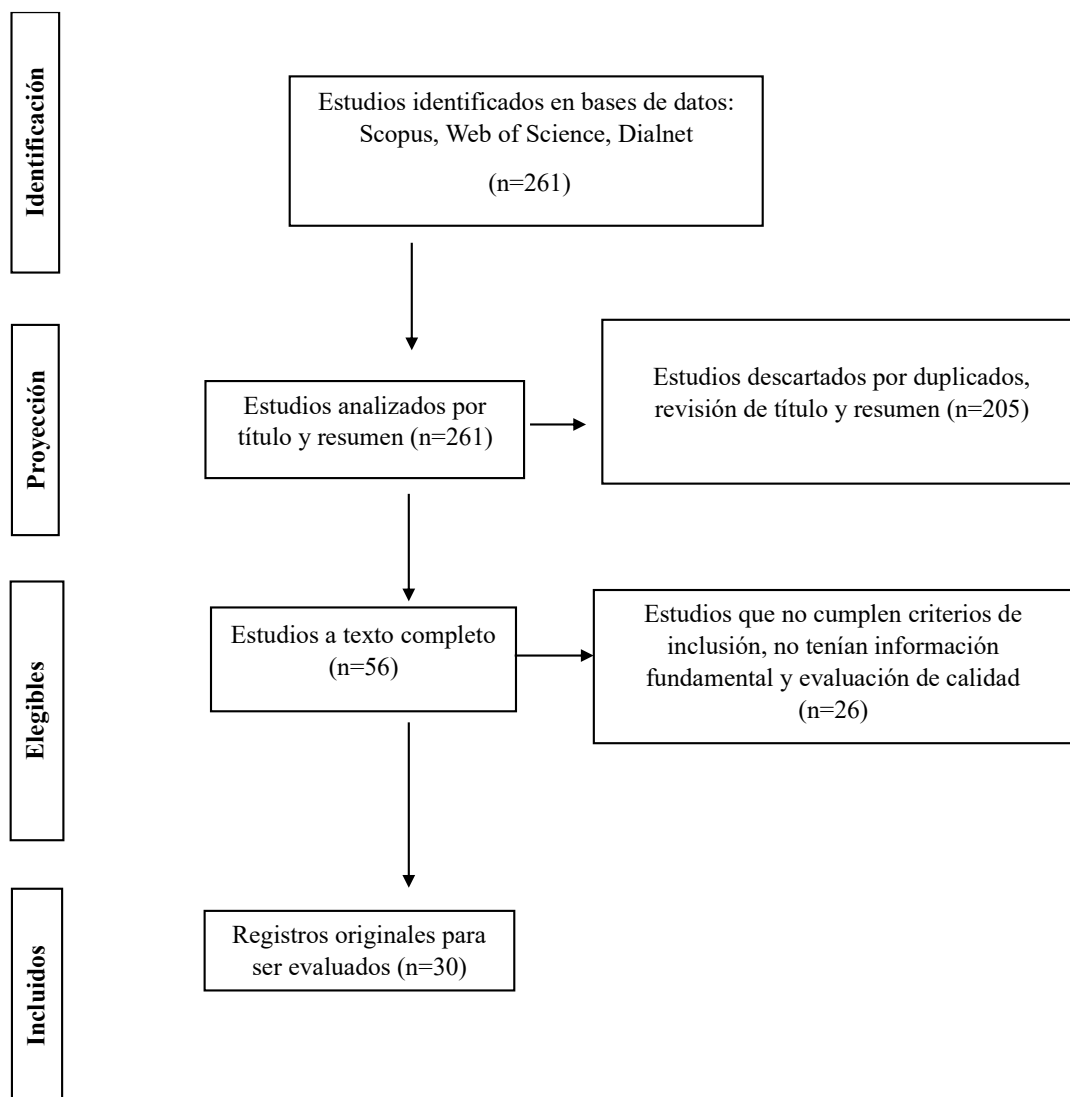 Identificación
Estudios identificados en bases de datos:
Scopus, Web of Science, Dialnet
(n=261)
Proyección
Estudios analizados por
título y resumen (n=261)
Estudios descartados por duplicados,
revisión de título y resumen (n=205)
Elegibles
Estudios a texto completo
(n=56)
Estudios que no cumplen criterios de
inclusión, no tenían información
fundamental y evaluación de calidad
(n=26)
Incluidos
Registros originales para
ser evaluados (n=30)